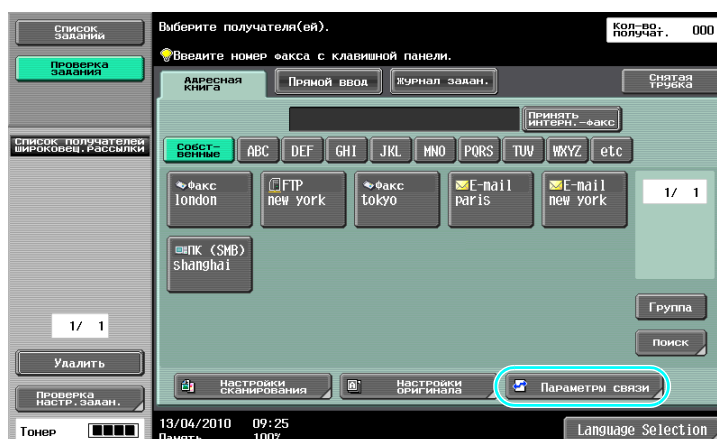 Список
заданий
Проверка
задания
Список получателей
широковещ.рассылки
1/ 1
Удалить
Проверка
настр.задан.
Тонер
Выберите получателя(ей).
Кол-во.
получат. 000
Введите номер факса с клавишной панели.
Адресная
книга
Прямой ввод
Журнал задан.
Снятая
трубка
Принять
интерн.-факс
Собст-
венные
ABC
DEF
GHI
JKL
MNO
PQRS
TUV
WXYZ
etc
Факс
london
FTP
new york
Факс
tokyo
E-mail
paris
E-mail
new york
1/ 1
ПК (SMB)
shanghai
Группа
Поиск
Настройки
сканирования
Настройки
оригинала
Параметры связи
13/04/2010 09:25
Память 100%
Language Selection